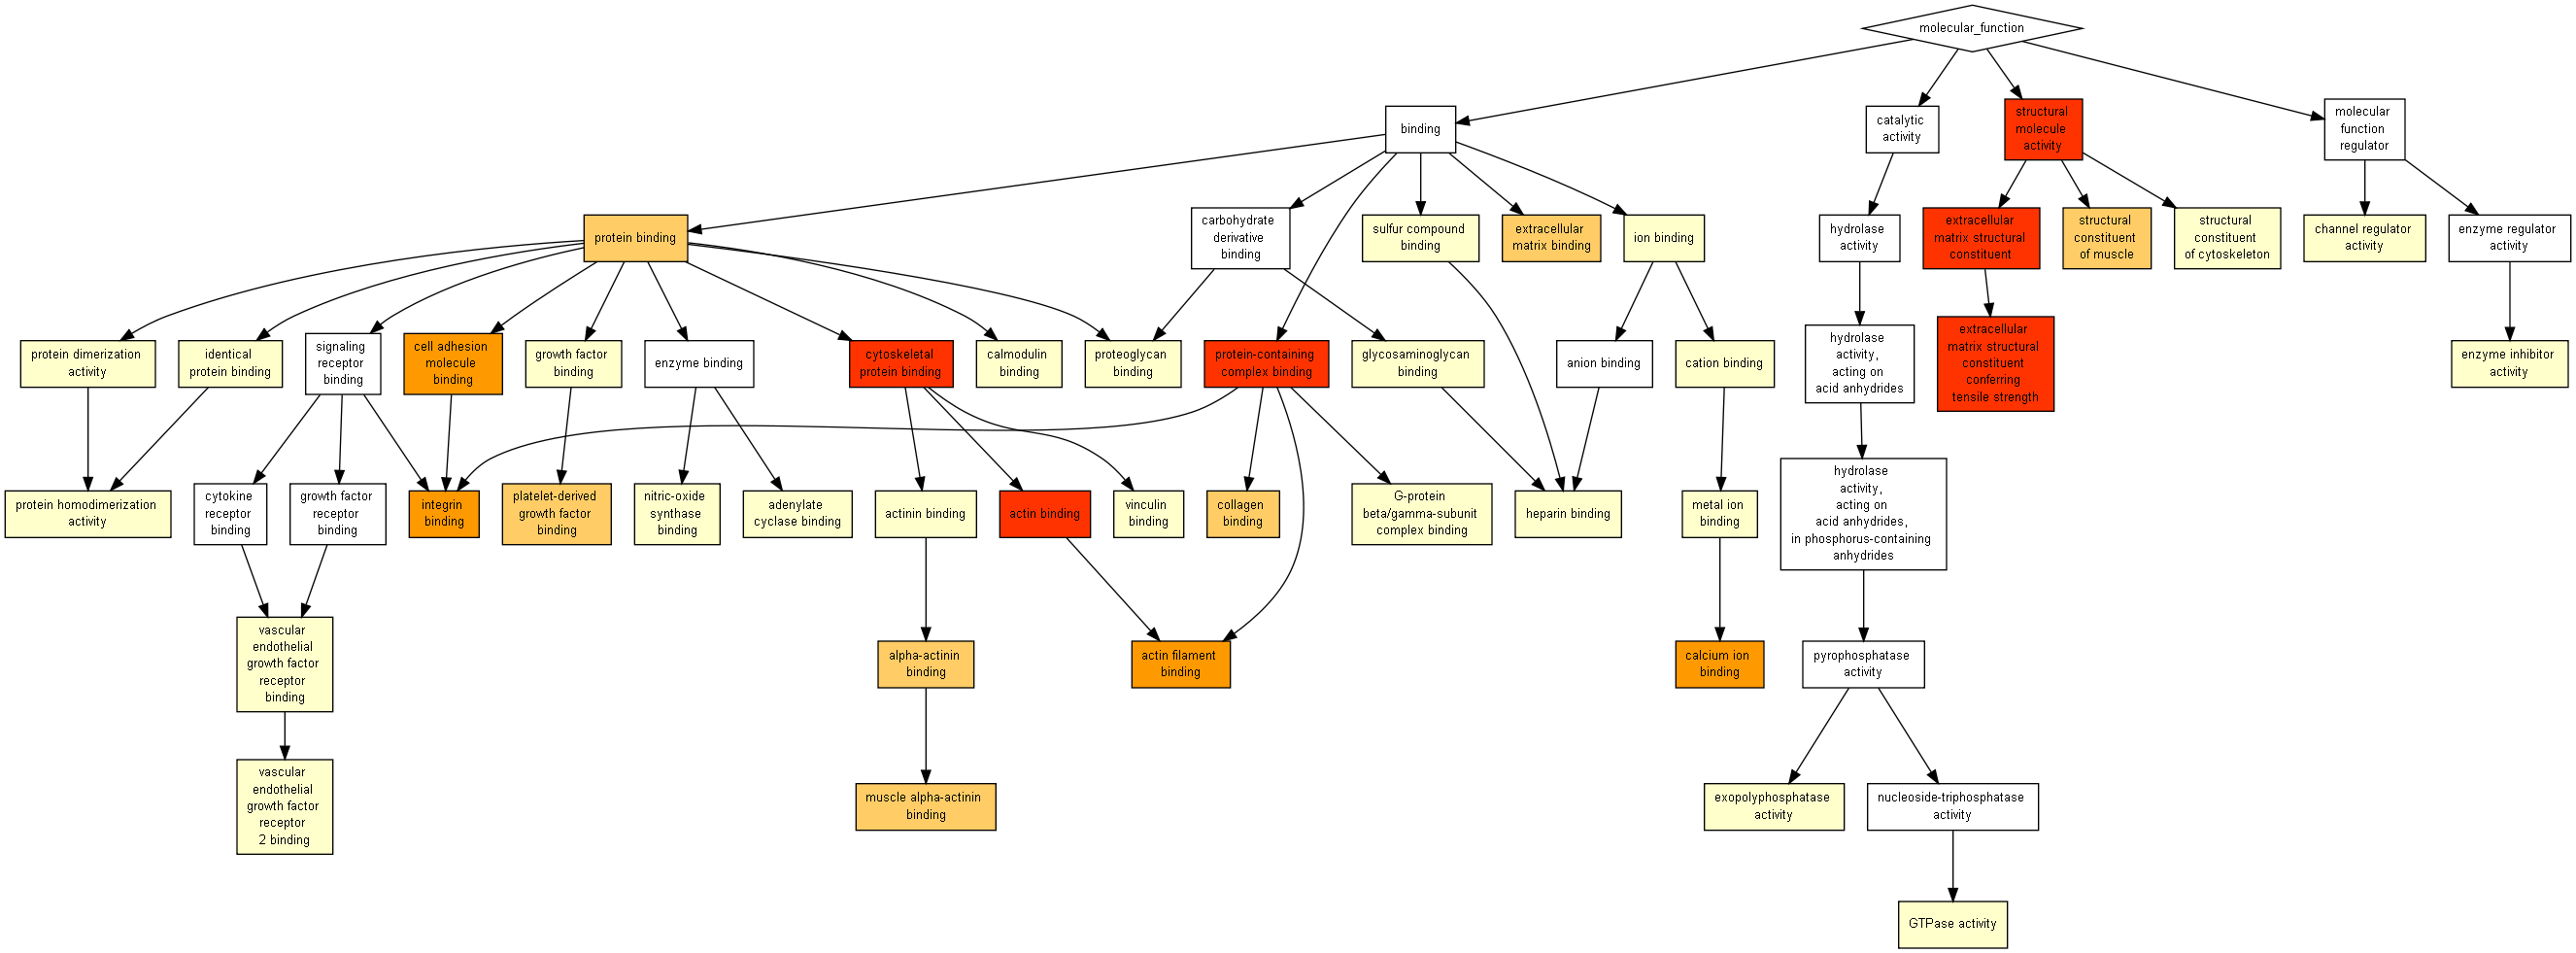 molecular_function
binding
catalytic
activity
structural
molecule
activity
molecular
function
regulator
protein binding
carbohydrate
derivative
binding
sulfur compound
binding
extracellular
matrix binding
ion binding
hydrolase
activity
extracellular
matrix structural
constituent
structural
constituent
of muscle
structural
constituent
of cytoskeleton
channel regulator
activity
enzyme regulator
activity
protein dimerization
activity
identical
protein binding
signaling
receptor
binding
cell adhesion
molecule
binding
growth factor
binding
enzyme binding
cytoskeletal
protein binding
calmodulin
binding
proteoglycan
binding
protein-containing
complex binding
glycosaminoglycan
binding
anion binding
cation binding
hydrolase
activity,
acting on
acid anhydrides
extracellular
matrix structural
constituent
conferring
tensile strength
enzyme inhibitor
activity
protein homodimerization
activity
cytokine
receptor
binding
growth factor
receptor
binding
integrin
binding
platelet-derived
growth factor
binding
nitric-oxide
synthase
binding
adenylate
cyclase binding
actinin binding
actin binding
vinculin
binding
collagen
binding
G-protein
beta/gamma-subunit
complex binding
heparin binding
metal ion
binding
hydrolase
activity,
acting on
acid anhydrides,
in phosphorus-containing
anhydrides
vascular
endothelial
growth factor
receptor
binding
alpha-actinin
binding
actin filament
binding
calcium ion
binding
pyrophosphatase
activity
vascular
endothelial
growth factor
receptor
2 binding
muscle alpha-actinin
binding
exopolyphosphatase
activity
nucleoside-triphosphatase
activity
GTPase activity